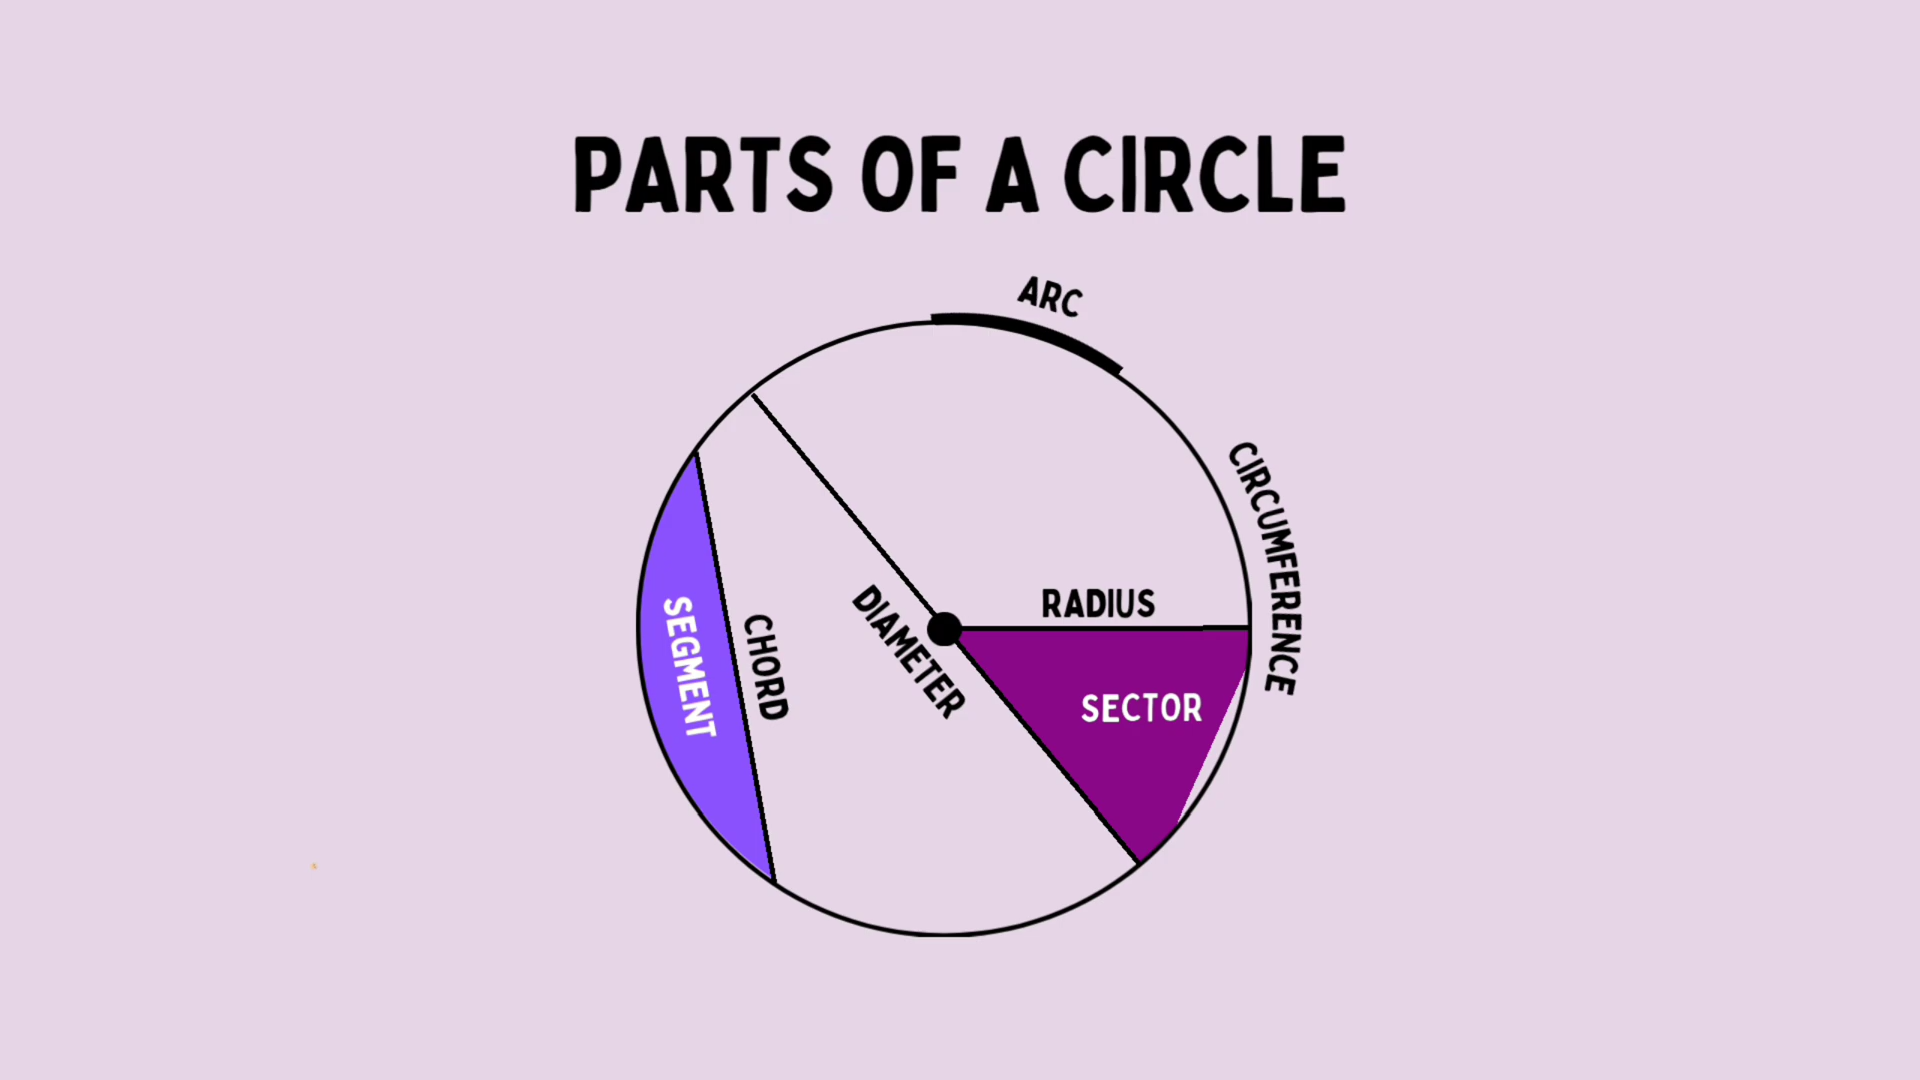 PARTS OF A CIRCLE
ARC
CIRCUMFERENCE
RADIUS
DIAMETER
SEGMENT
CHORD
SECTOR